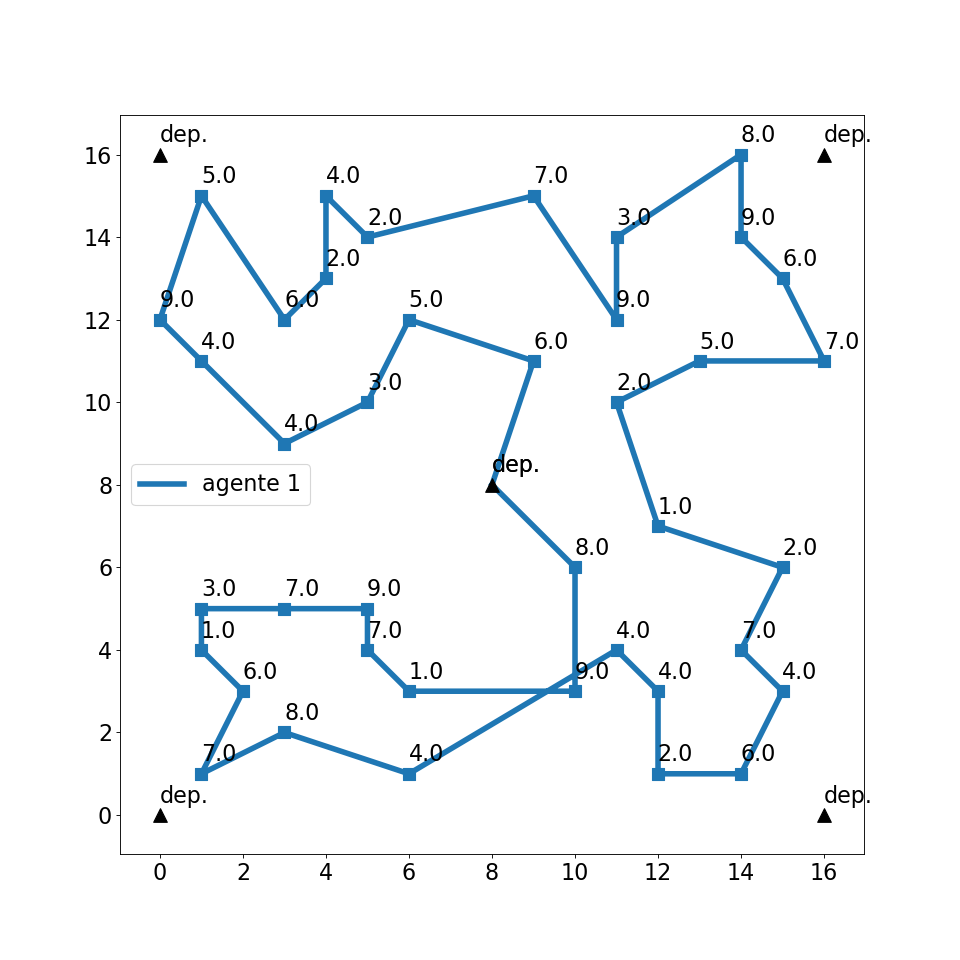 dep. dep. 8.0
16
5.0 4.0 7.0
14 2.0 3.0 9.0
2.0 6.0
12 9.0 6.0 5.0 9.0
4.0 6.0 5.0 7.0
10 3.0 2.0
4.0
dep.
8 agente 1
1.0
6 8.0 2.0
3.0 7.0 9.0
4 1.0 7.0 4.0 7.0
6.0 1.0 9.0 4.0 4.0
2 8.0
7.0 4.0 2.0 6.0
dep. dep.
0
0 2 4 6 8 10 12 14 16